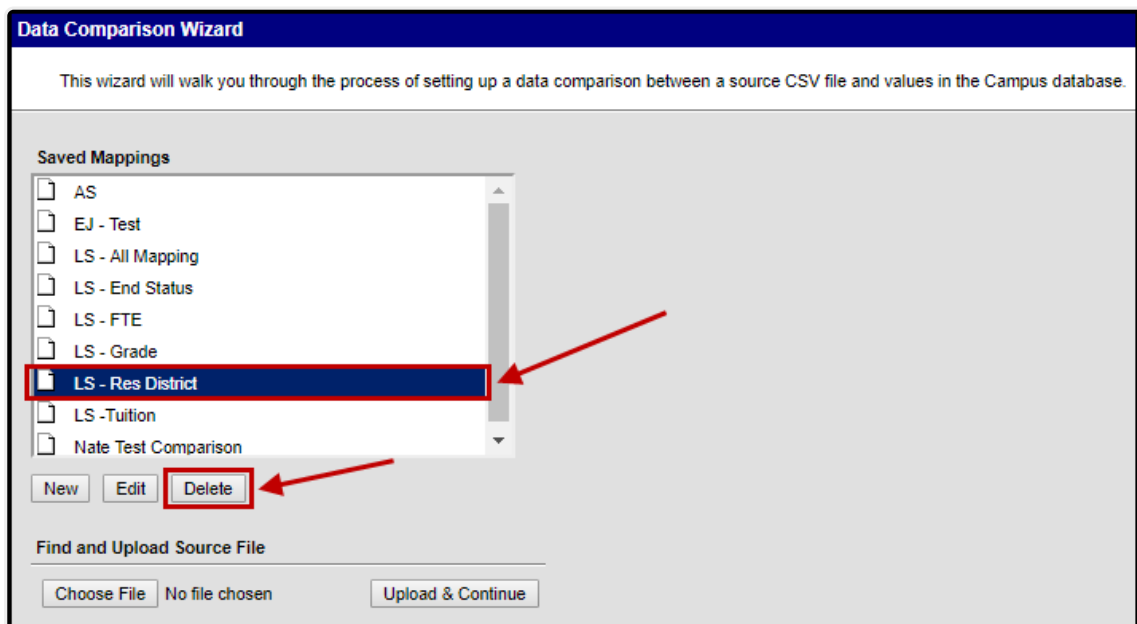 Data Comparison Wizard
This wizard will walk you through the process of setting up a data comparison between a source CSV file and values in the Campus database.
Saved Mappings
AS
EJ - Test
LS - All Mapping
LS - End Status
LS - FTE
LS - Grade
LS - Res District
LS -Tuition
Nate Test Comparison
New Edit Delete
Find and Upload Source File
Choose File No file chosen Upload & Continue